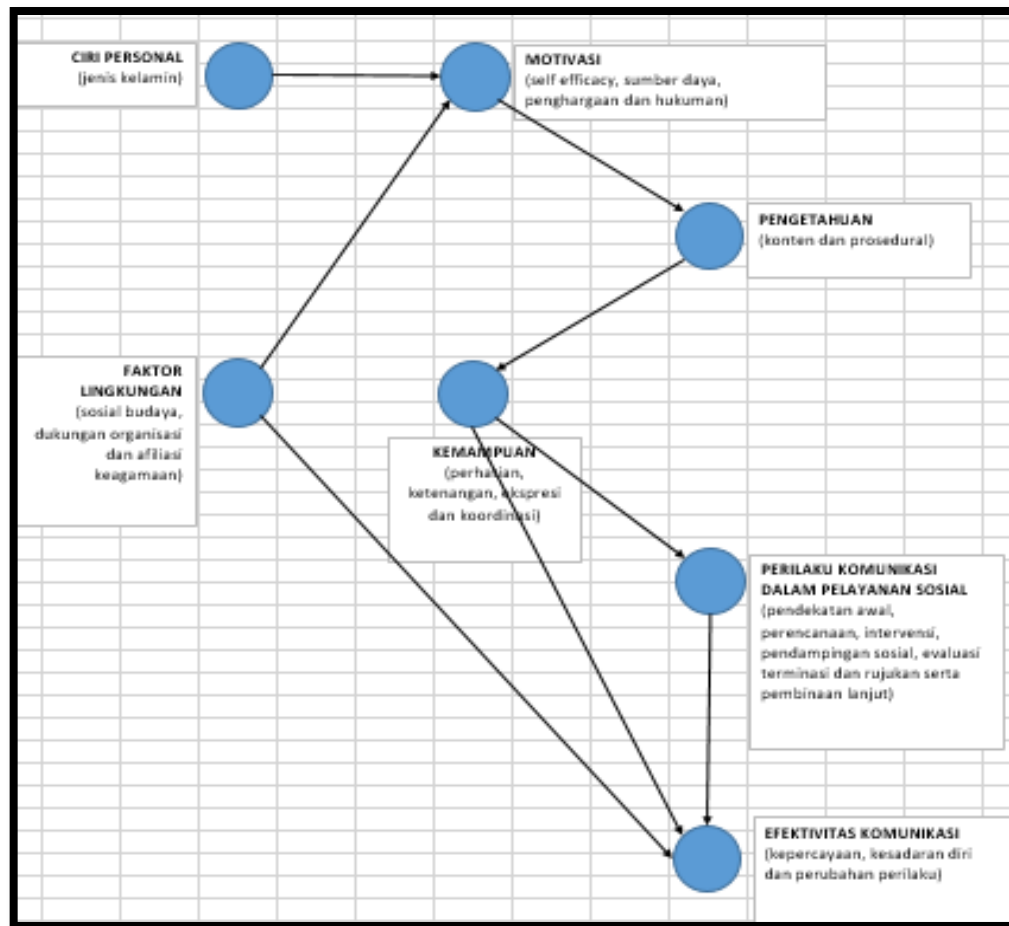 CIRI PERSONAL
(jenis kelamin)
MOTIVASI
(self efficacy, sumber daya,
penghargaan dan hukuman)
PENGETAHUAN
(konten dan prosedural)
FAKTOR
LINGKUNGAN
(sosial budaya,
dukungan organisasi
dan afiliasi
keagamaan)
KEMAMPUAN
(perhatian,
ketenangan, ekspresi
dan koordinasi)
PERILAKU KOMUNIKASI
DALAM PELAYANAN SOSIAL
(pendekatan awal,
perencanaan, intervensi,
pendampingan sosial, evaluasi
terminasi dan rujukan serta
pembinaan lanjut)
EFEKTIVITAS KOMUNIKASI
(kepercayaan, kesadaran diri
dan perubahan perilaku)